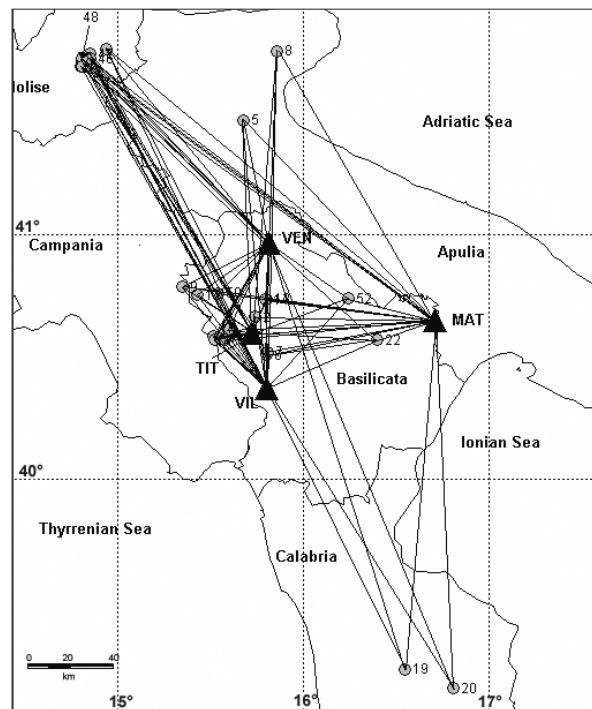 48
46
8
5
Molise
Adriatic Sea
41°
VEN
Campania
Apulia
52
MAT
22
TIT
Basilicata
VIL
Ionian Sea
40°
Thyrrenian Sea
Calabria
19
20
0 20 40
km
15° 16° 17°